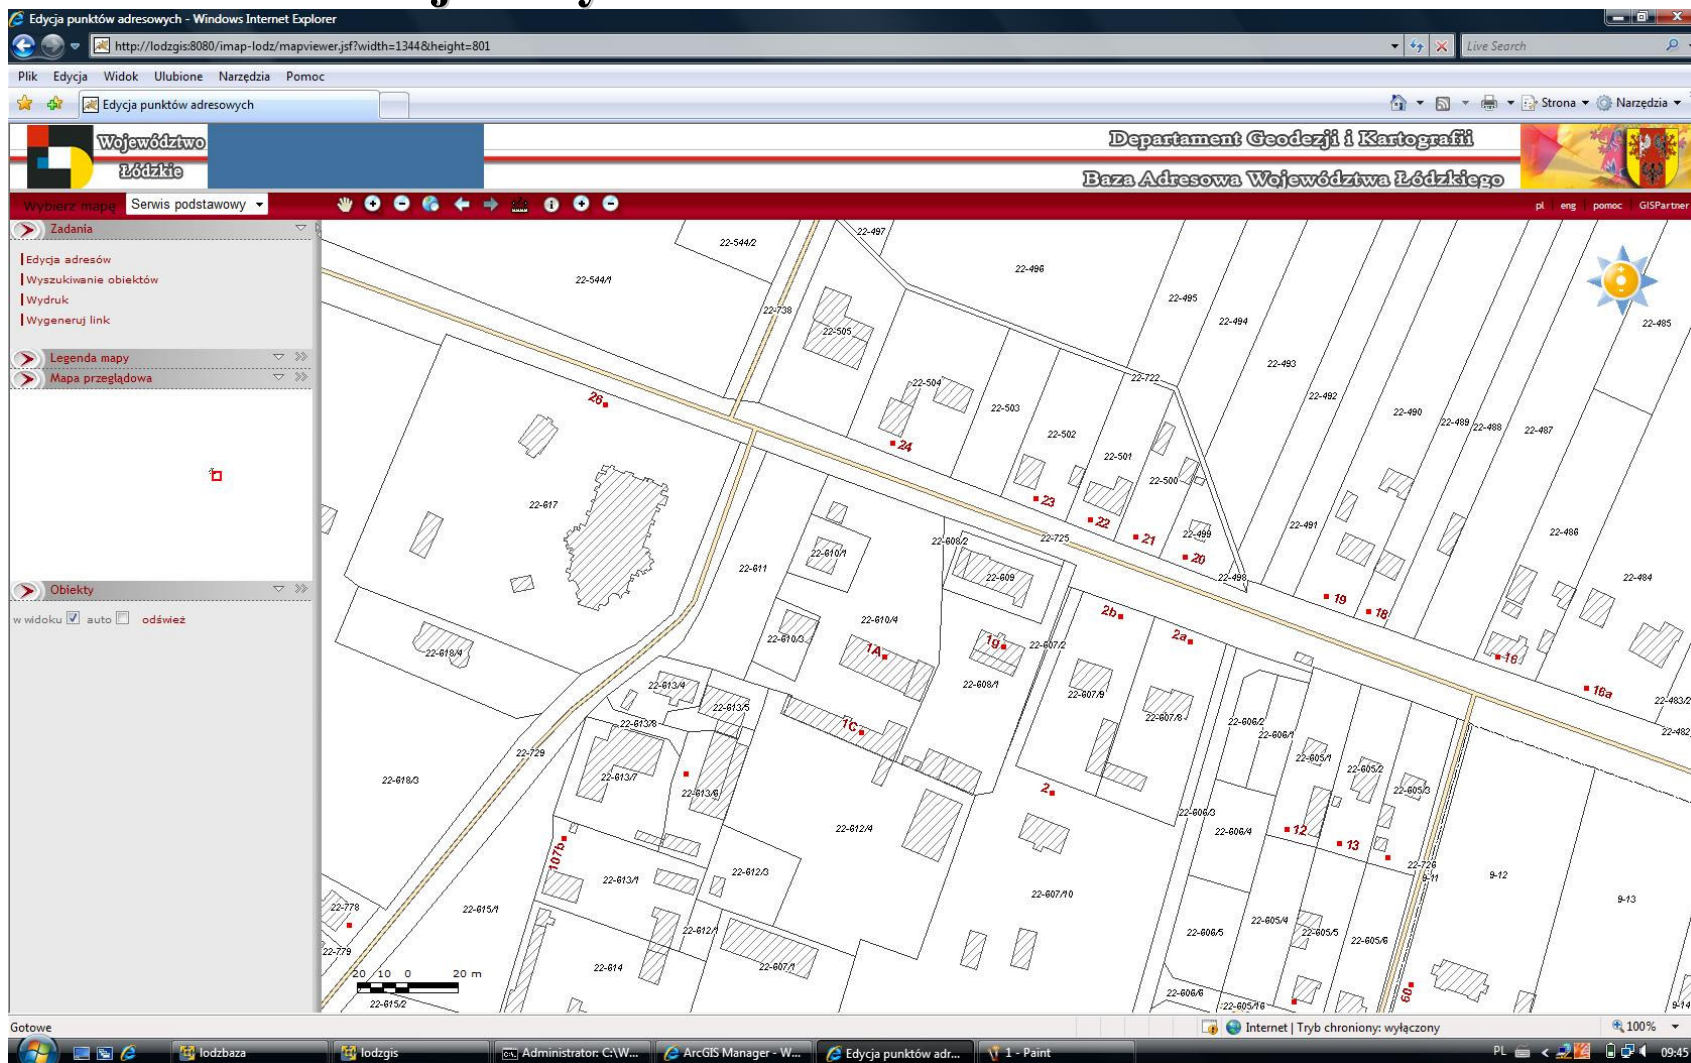 Edycja punktów adresowych - Windows Internet Explorer
http://lodzgis:8080/imap-lodz/mapviewer.jsf?width=1344&height=801
Live Search
Plik Edycja Widok Ulubione Narzędzia Pomoc
Edycja punktów adresowych
Strona Narzędzia
Województwo
Łódzkie
Departament Geodezji i Kartografii
Baza Adresowa Województwa Łódzkiego
Wybierz mapę Serwis podstawowy
pl eng pomoc GISPartner
Zadania
Edycja adresów
Wyszukiwanie obiektów
Wydruk
Wygeneruj link
Legenda mapy
Mapa przeglądowa
Obiekty
w widoku auto odśwież
22-497
22-544/2
22-496
22-544/1
22-495
22-738
22-494
22-485
22-505
22-493
22-722
22-504
22-492
26
22-503
22-490
22-489
22-488
22-487
22-502
24
22-501
22-500
22-617
23
22-491
22
22-725
21
22-499
22-486
22-608/2
22-610/1
20
22-611
22-609
22-498
22-484
19
18
2b
2a
22-610/4
22-610/3
1A
1g
22-607/2
22-618/4
16
22-613/4
22-608/1
22-607/9
16a
22-483/2
22-613/5
22-607/8
22-613/8
1C
22-606/2
22-606/1
22-482
22-729
22-605/1
22-605/2
22-618/3
22-613/7
22-613/6
2
22-605/3
22-606/3
22-612/4
22-606/4
12
13
107b
22-726
22-612/3
9-11
9-12
22-613/1
22-607/10
9-13
22-778
22-615/1
22-605/4
22-612/1
22-606/5
22-605/5
22-605/6
22-779
22-614
22-607/1
20 10 0 20 m
60
22-606/6
22-615/2
22-605/16
9-14
Gotowe
Internet | Tryb chroniony: wyłączony
100%
lodzbaza
lodzgis
Administrator: C:\W...
ArcGIS Manager - W...
Edycja punktów adr...
1 - Paint
PL
09:45